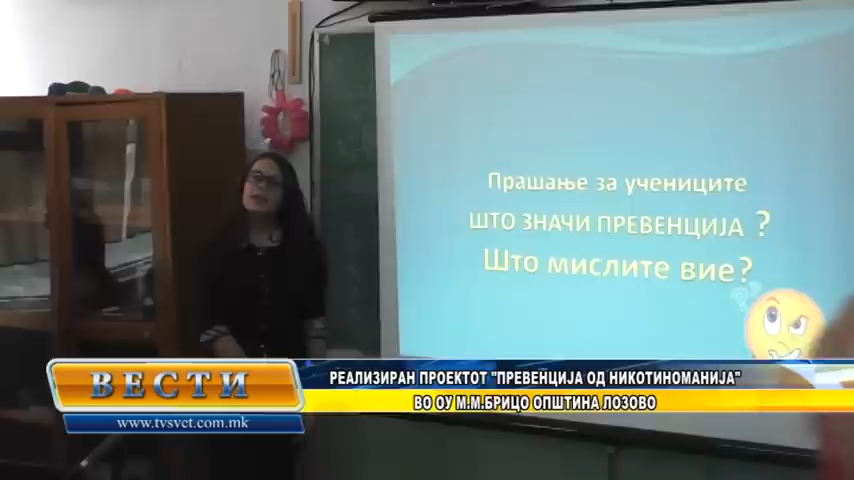 Прашање за учениците
ШТО ЗНАЧИ ПРЕВЕНЦИЈА ?
Што мислите вие?
ВЕСТИ
www.tvsvct.com.mk
РЕАЛИЗИРАН ПРОЕКТОТ "ПРЕВЕНЦИЈА ОД НИКОТИНОМАНИЈА"
ВО ОУ М.М.БРИЦО ОПШТИНА ЛОЗОВО